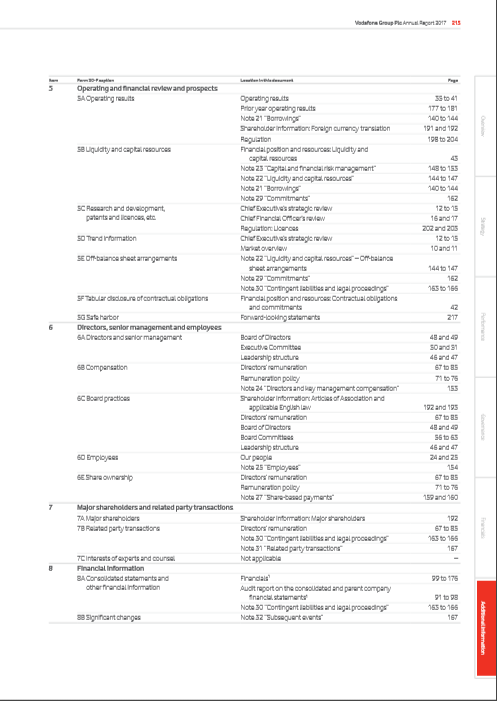 Vodafone Group Plc Annual Report 2017 213
Item Form 20-F caption Location in this document Page
5 Operating and financial review and prospects
5A Operating results Operating results 33 to 41
Prior year operating results 177 to 181
Note 21 "Borrowings" 140 to 144
Shareholder information: Foreign currency translation 191 and 192
Regulation 198 to 204
5B Liquidity and capital resources Financial position and resources: Liquidity and
capital resources 43
Note 23 "Capital and financial risk management" 148 to 153
Note 22 "Liquidity and capital resources" 144 to 147
Note 21 "Borrowings" 140 to 144
Note 29 "Commitments" 162
5C Research and development, Chief Executive's strategic review 12 to 15
patents and licences, etc. Chief Financial Officer's review 16 and 17
Regulation: Licences 202 and 203
5D Trend information Chief Executive's strategic review 12 to 15
Market overview 10 and 11
5E Off-balance sheet arrangements Note 22 "Liquidity and capital resources" – Off-balance
sheet arrangements 144 to 147
Note 29 "Commitments" 162
Note 30 "Contingent liabilities and legal proceedings" 163 to 166
5F Tabular disclosure of contractual obligations Financial position and resources: Contractual obligations
and commitments 42
5G Safe harbor Forward-looking statements 217
6 Directors, senior management and employees
6A Directors and senior management Board of Directors 48 and 49
Executive Committee 50 and 51
Leadership structure 46 and 47
6B Compensation Directors' remuneration 67 to 83
Remuneration policy 71 to 76
Note 24 "Directors and key management compensation" 153
6C Board practices Shareholder information: Articles of Association and
applicable English law 192 and 193
Directors' remuneration 67 to 83
Board of Directors 48 and 49
Board Committees 56 to 63
Leadership structure 46 and 47
6D Employees Our people 24 and 25
Note 25 "Employees" 154
6E Share ownership Directors' remuneration 67 to 83
Remuneration policy 71 to 76
Note 27 "Share-based payments" 159 and 160
7 Major shareholders and related party transactions
7A Major shareholders Shareholder information: Major shareholders 192
7B Related party transactions Directors' remuneration 67 to 83
Note 30 "Contingent liabilities and legal proceedings" 163 to 166
Note 31 "Related party transactions" 167
7C Interests of experts and counsel Not applicable –
8 Financial information
8A Consolidated statements and Financials¹ 99 to 176
other financial information Audit report on the consolidated and parent company
financial statements¹ 91 to 98
Note 30 "Contingent liabilities and legal proceedings" 163 to 166
8B Significant changes Note 32 "Subsequent events" 167
Overview
Strategy
Performance
Governance
Financials
Additional information